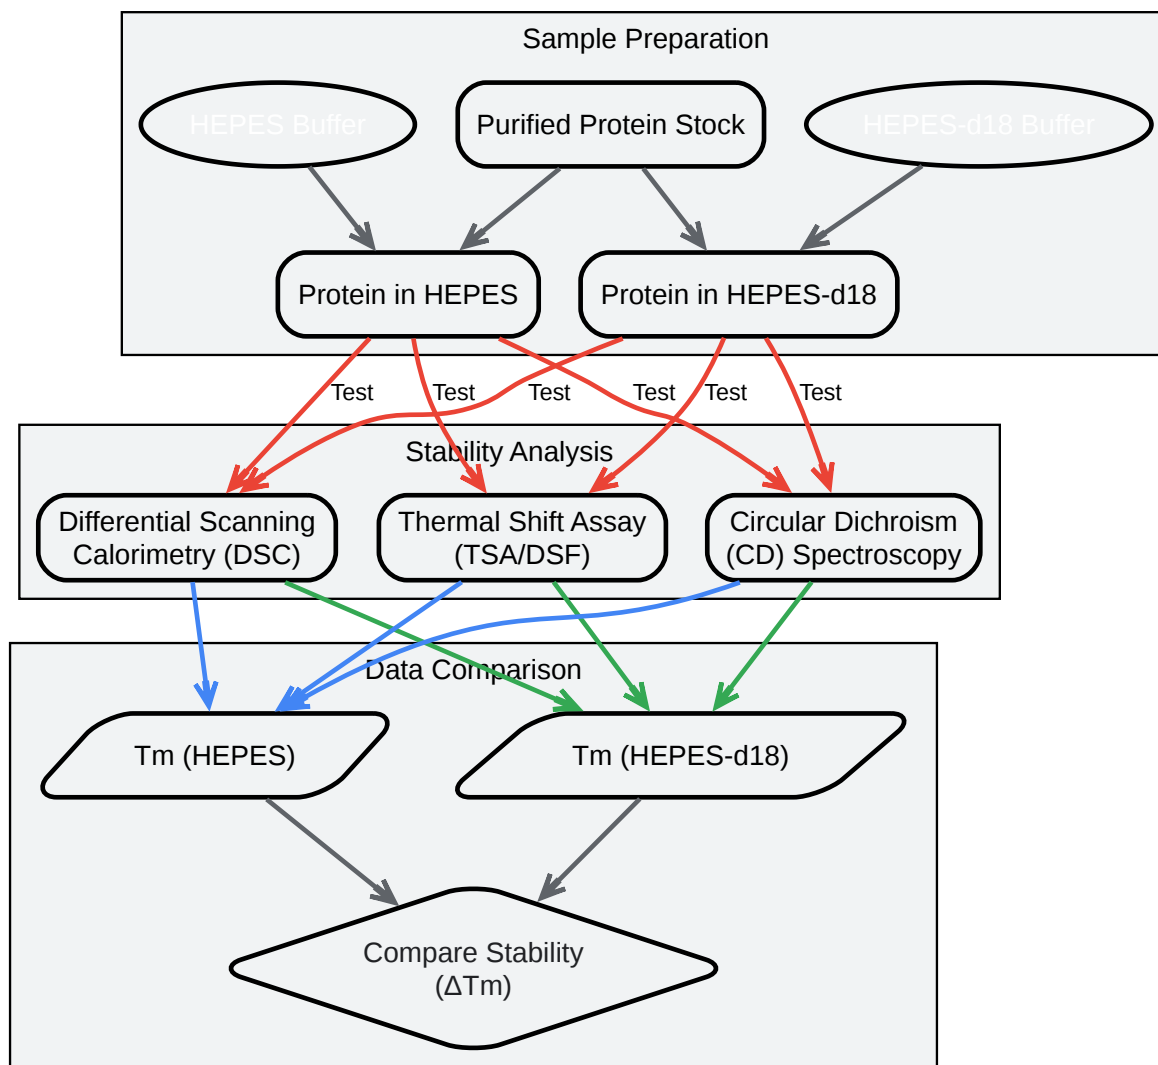 Sample Preparation
HEPES Buffer
Purified Protein Stock
HEPES-d18 Buffer
Protein in HEPES
Protein in HEPES-d18
Test
Test
Test
Test
Test
Test
Stability Analysis
Differential Scanning
Calorimetry (DSC)
Thermal Shift Assay
(TSA/DSF)
Circular Dichroism
(CD) Spectroscopy
Data Comparison
Tm (HEPES)
Tm (HEPES-d18)
Compare Stability
(ΔTm)